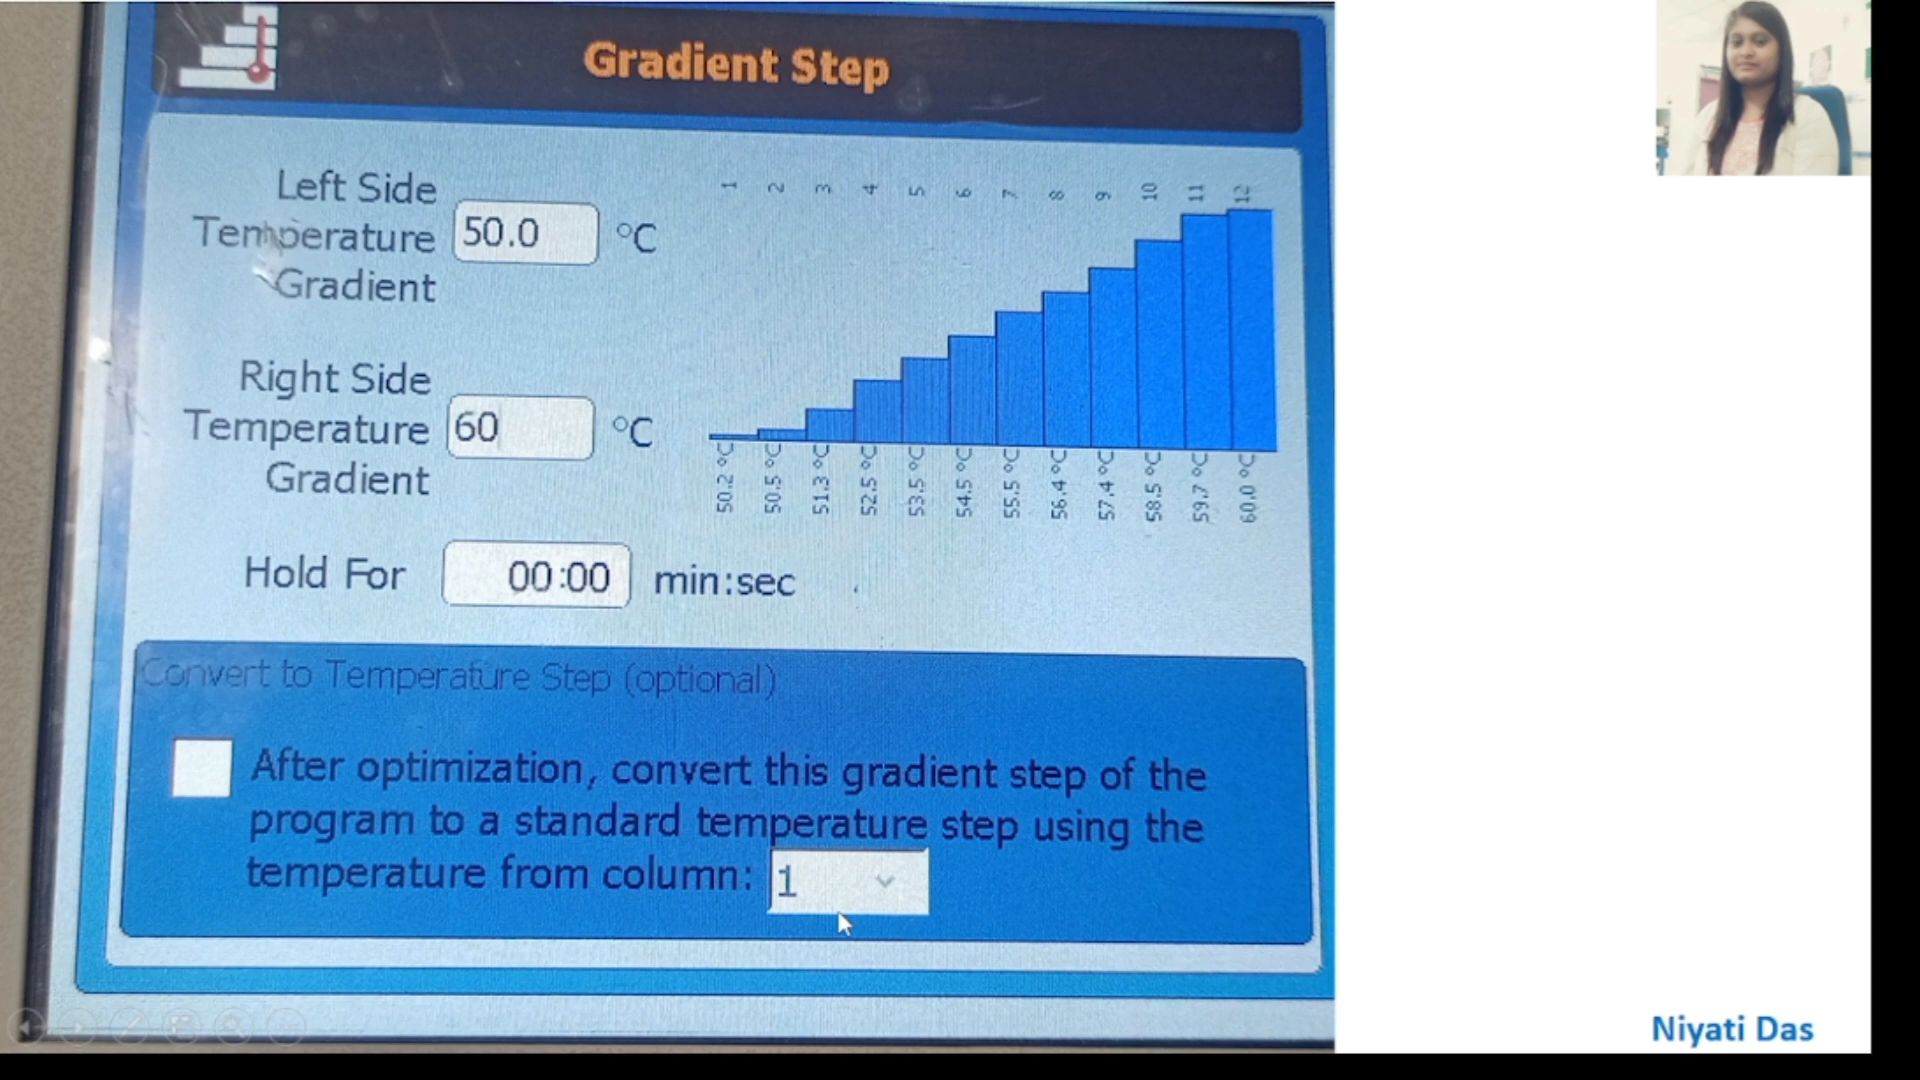 Gradient Step
Left Side
Temperature
Gradient
50.0 °C
1 2 3 4 5 6 7 8 9 10 11 12
Right Side
Temperature
Gradient
60 °C
50.2 °C 50.5 °C 51.3 °C 52.5 °C 53.5 °C 54.5 °C 55.5 °C 56.4 °C 57.4 °C 58.5 °C 59.7 °C 60.0 °C
Hold For 00:00 min:sec
Convert to Temperature Step (optional)
After optimization, convert this gradient step of the
program to a standard temperature step using the
temperature from column: 1
Niyati Das